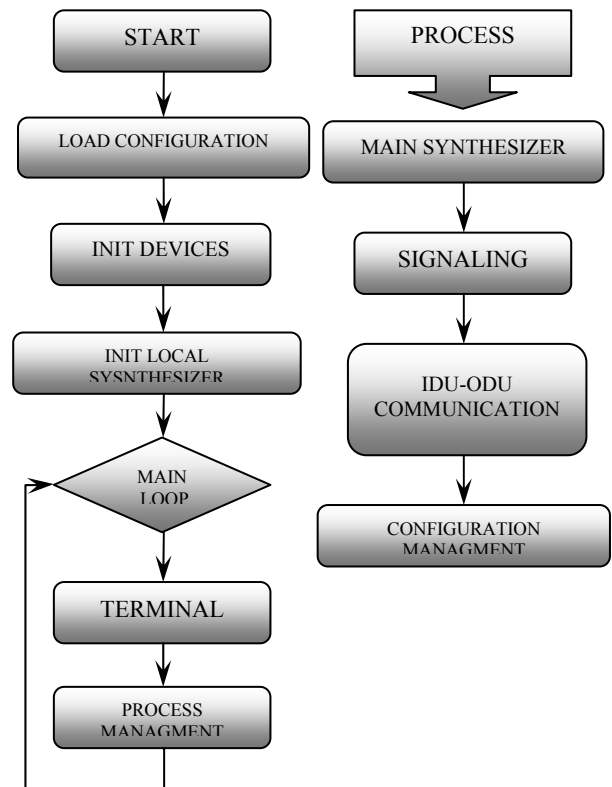 START
LOAD CONFIGURATION
INIT DEVICES
INIT LOCAL
SYSNTHESIZER
MAIN
LOOP
TERMINAL
PROCESS
MANAGMENT
PROCESS
MAIN SYNTHESIZER
SIGNALING
IDU-ODU
COMMUNICATION
CONFIGURATION
MANAGMENT